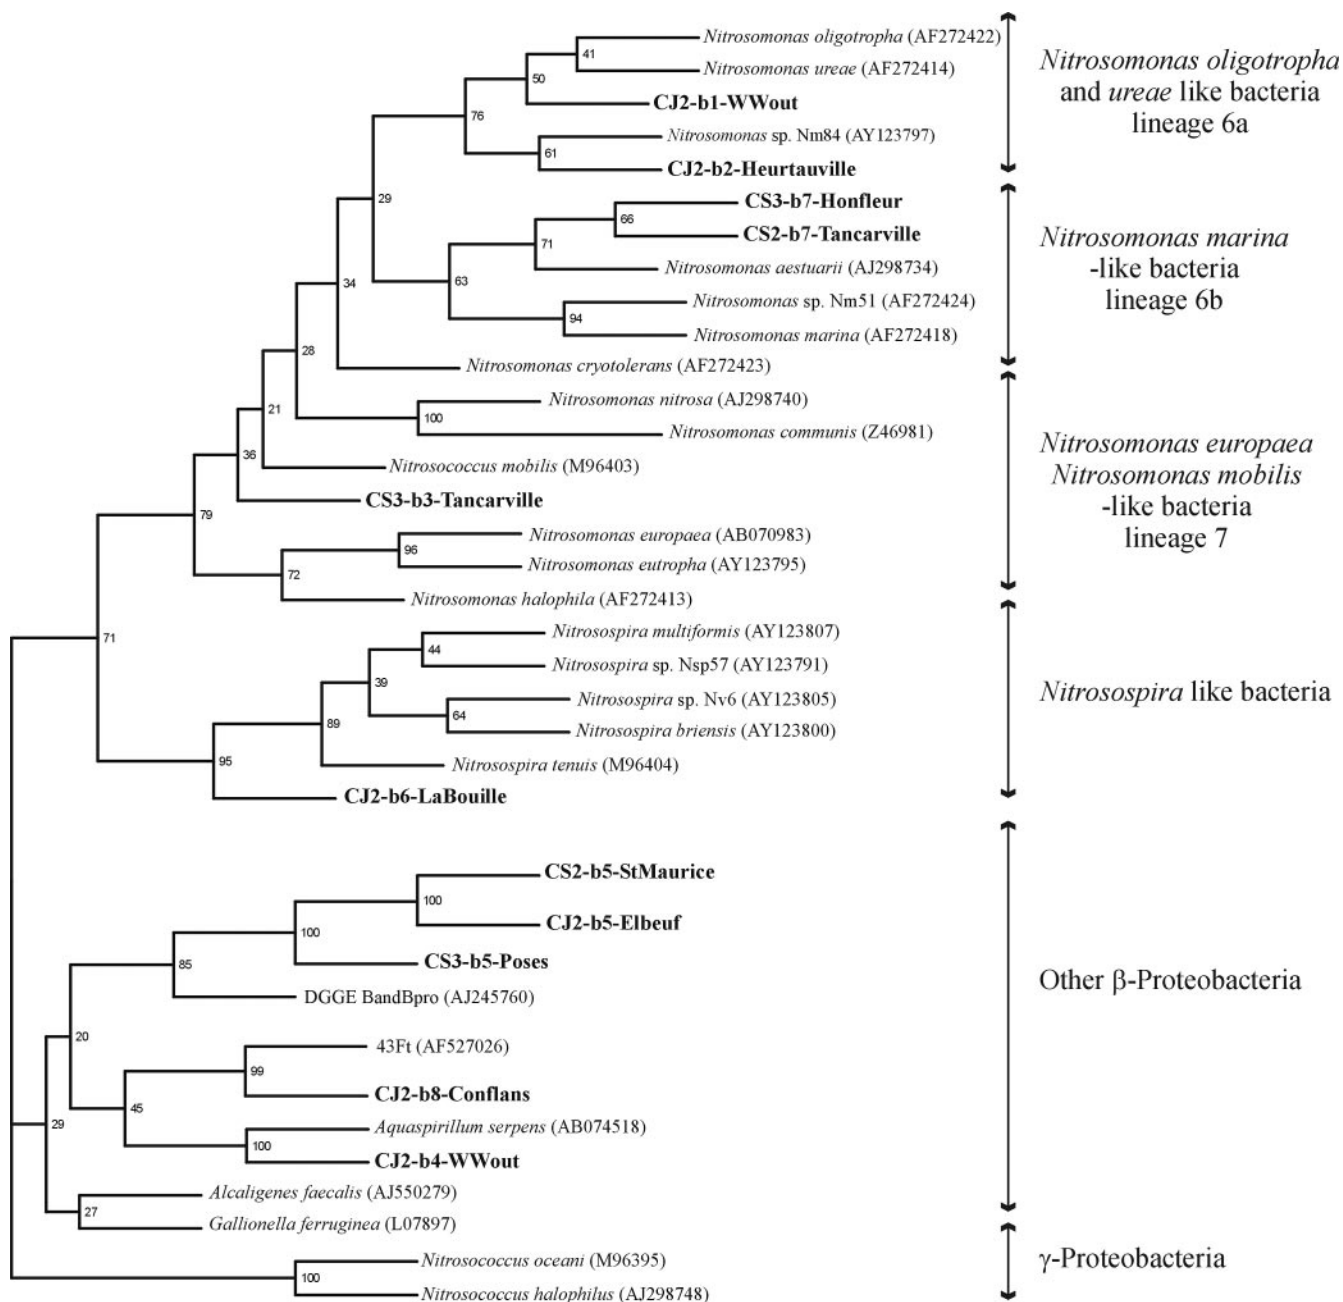 Nitrosomonas oligotropha (AF272422)
41
Nitrosomonas ureae (AF272414)
50
CJ2-b1-WWout
76
Nitrosomonas sp. Nm84 (AY123797)
61
CJ2-b2-Heurtauville
Nitrosomonas oligotropha
and ureae like bacteria
lineage 6a
29
CS3-b7-Honfleur
66
CS2-b7-Tancarville
71
Nitrosomonas aestuarii (AJ298734)
63
Nitrosomonas sp. Nm51 (AF272424)
94
Nitrosomonas marina (AF272418)
Nitrosomonas marina
-like bacteria
lineage 6b
34
Nitrosomonas cryotolerans (AF272423)
28
Nitrosomonas nitrosa (AJ298740)
100
Nitrosomonas communis (Z46981)
21
Nitrosococcus mobilis (M96403)
36
CS3-b3-Tancarville
79
Nitrosomonas europaea (AB070983)
96
Nitrosomonas eutropha (AY123795)
72
Nitrosomonas halophila (AF272413)
Nitrosomonas europaea
Nitrosomonas mobilis
-like bacteria
lineage 7
71
Nitrosospira multiformis (AY123807)
44
Nitrosospira sp. Nsp57 (AY123791)
39
Nitrosospira sp. Nv6 (AY123805)
64
Nitrosospira briensis (AY123800)
89
Nitrosospira tenuis (M96404)
95
CJ2-b6-LaBouille
Nitrosospira like bacteria
CS2-b5-StMaurice
100
CJ2-b5-Elbeuf
100
CS3-b5-Poses
85
DGGE BandBpro (AJ245760)
20
43Ft (AF527026)
99
CJ2-b8-Conflans
45
Aquaspirillum serpens (AB074518)
100
CJ2-b4-WWout
29
Alcaligenes faecalis (AJ550279)
27
Gallionella ferruginea (L07897)
Other β-Proteobacteria
Nitrosococcus oceani (M96395)
100
Nitrosococcus halophilus (AJ298748)
γ-Proteobacteria